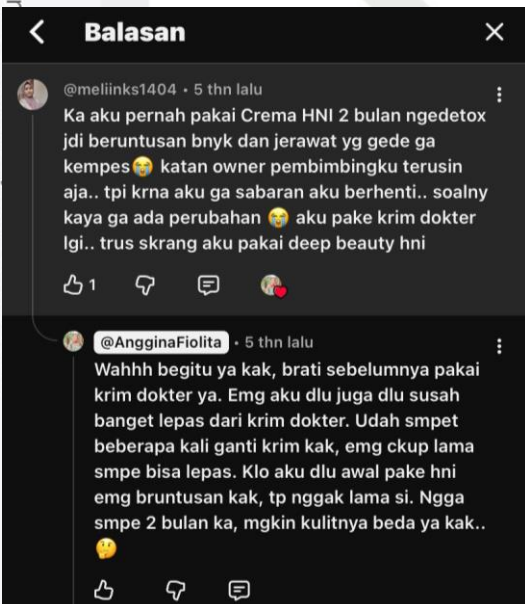 Balasan
@meliinks1404 • 5 thn lalu
Ka aku pernah pakai Crema HNI 2 bulan ngedetox
jdi beruntusan bnyk dan jerawat yg gede ga
kempes😭 katan owner pembimbingku terusin
aja.. tpi krna aku ga sabaran aku berhenti.. soalny
kaya ga ada perubahan 😭 aku pake krim dokter
lgi.. trus skrang aku pakai deep beauty hni
1
@AngginaFiolita • 5 thn lalu
Wahhh begitu ya kak, brati sebelumnya pakai
krim dokter ya. Emg aku dlu juga dlu susah
banget lepas dari krim dokter. Udah smpet
beberapa kali ganti krim kak, emg ckup lama
smpe bisa lepas. Klo aku dlu awal pake hni
emg bruntusan kak, tp nggak lama si. Ngga
smpe 2 bulan ka, mgkin kulitnya beda ya kak..
🤔